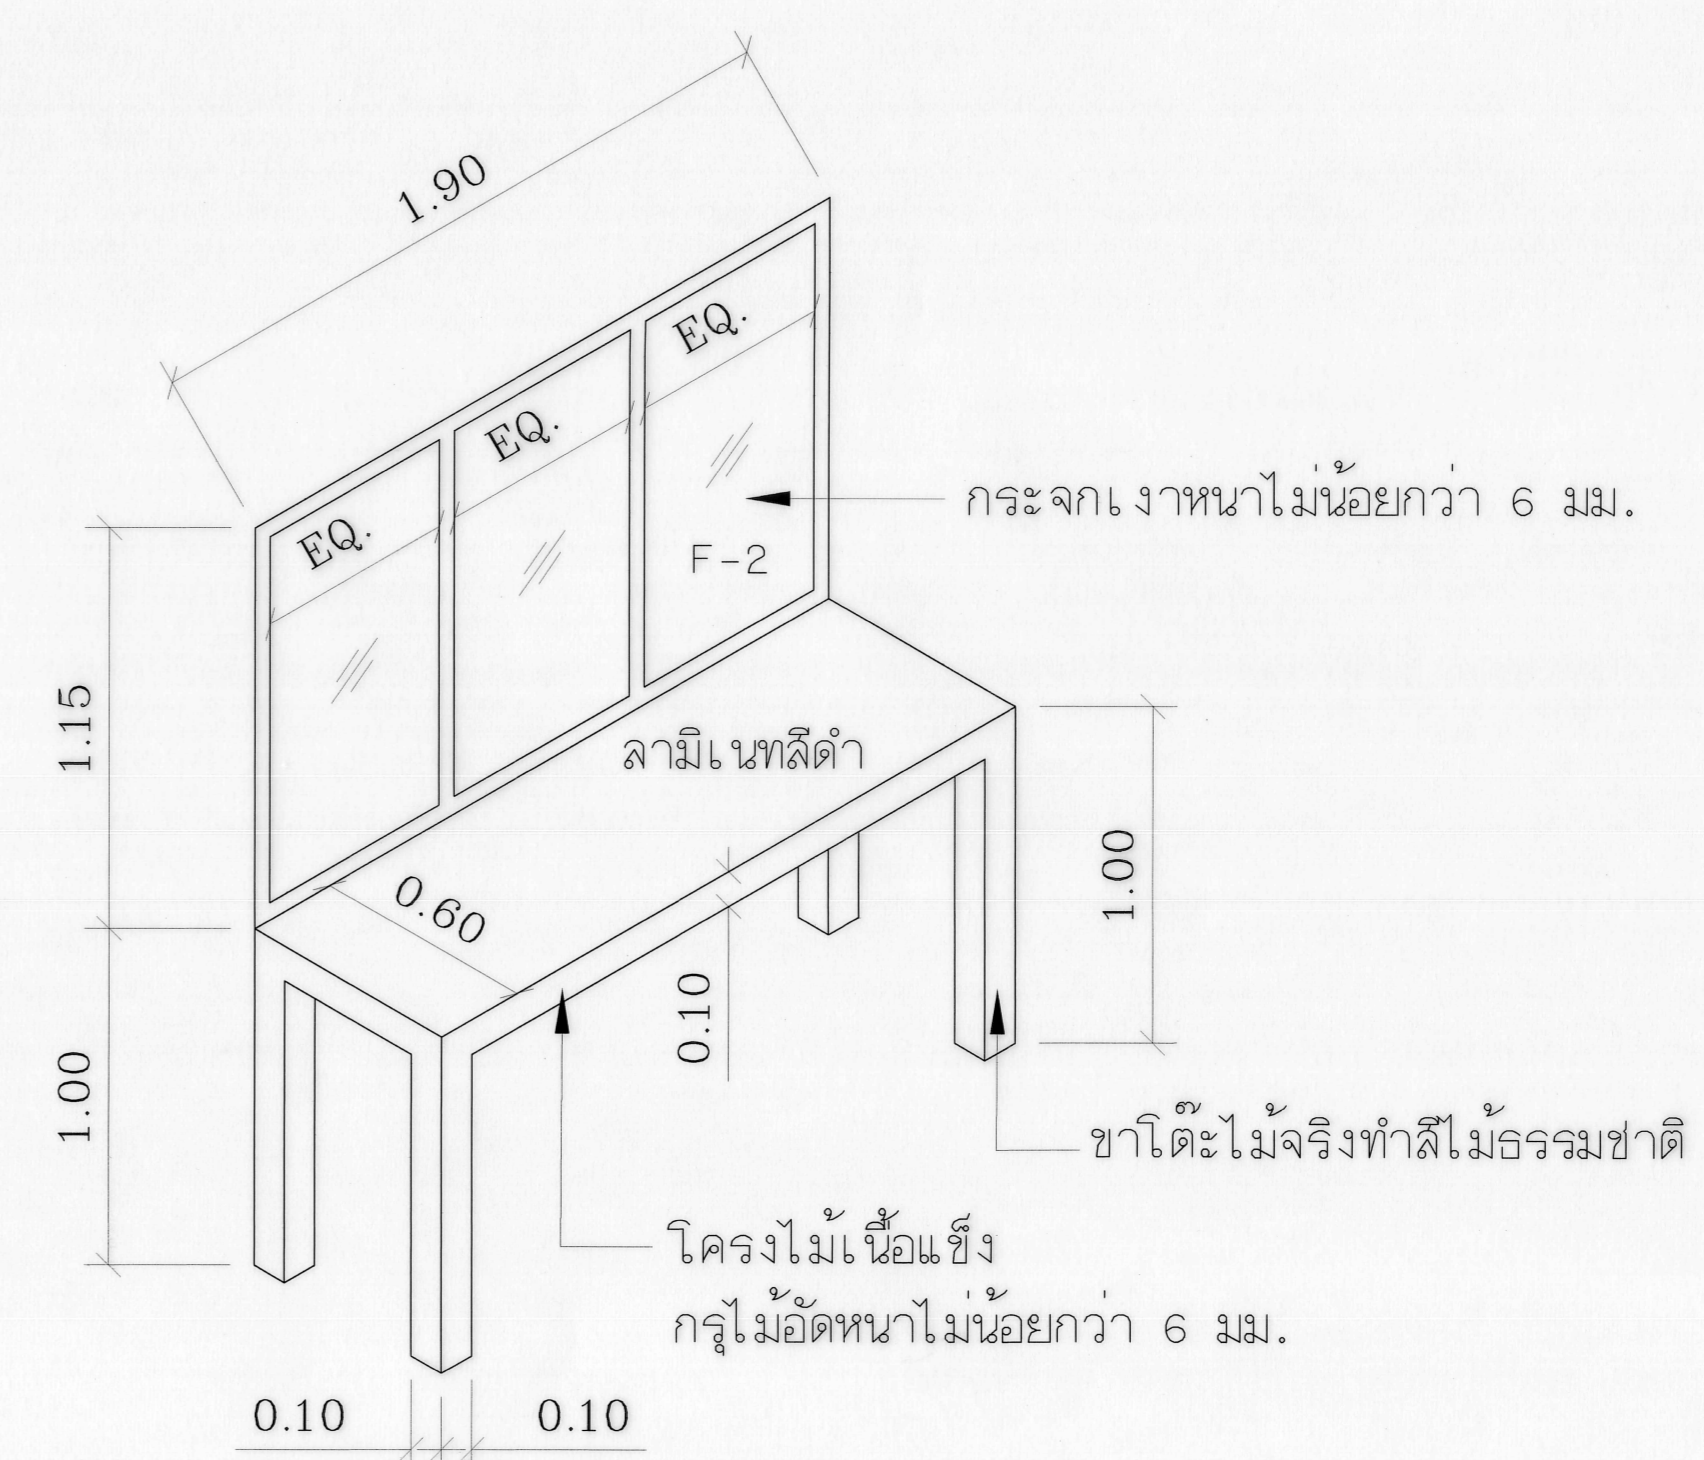 1.90
EQ.
EQ.
EQ.
กระจกเงาหนาไม่น้อยกว่า 6 มม.
F-2
1.15
ลามิเนทสีดำ
0.60
1.00
0.10
1.00
ขาโต๊ะไม้จริงทำสีไม้ธรรมชาติ
โครงไม้เนื้อแข็ง
กรุไม้อัดหนาไม่น้อยกว่า 6 มม.
0.10
0.10